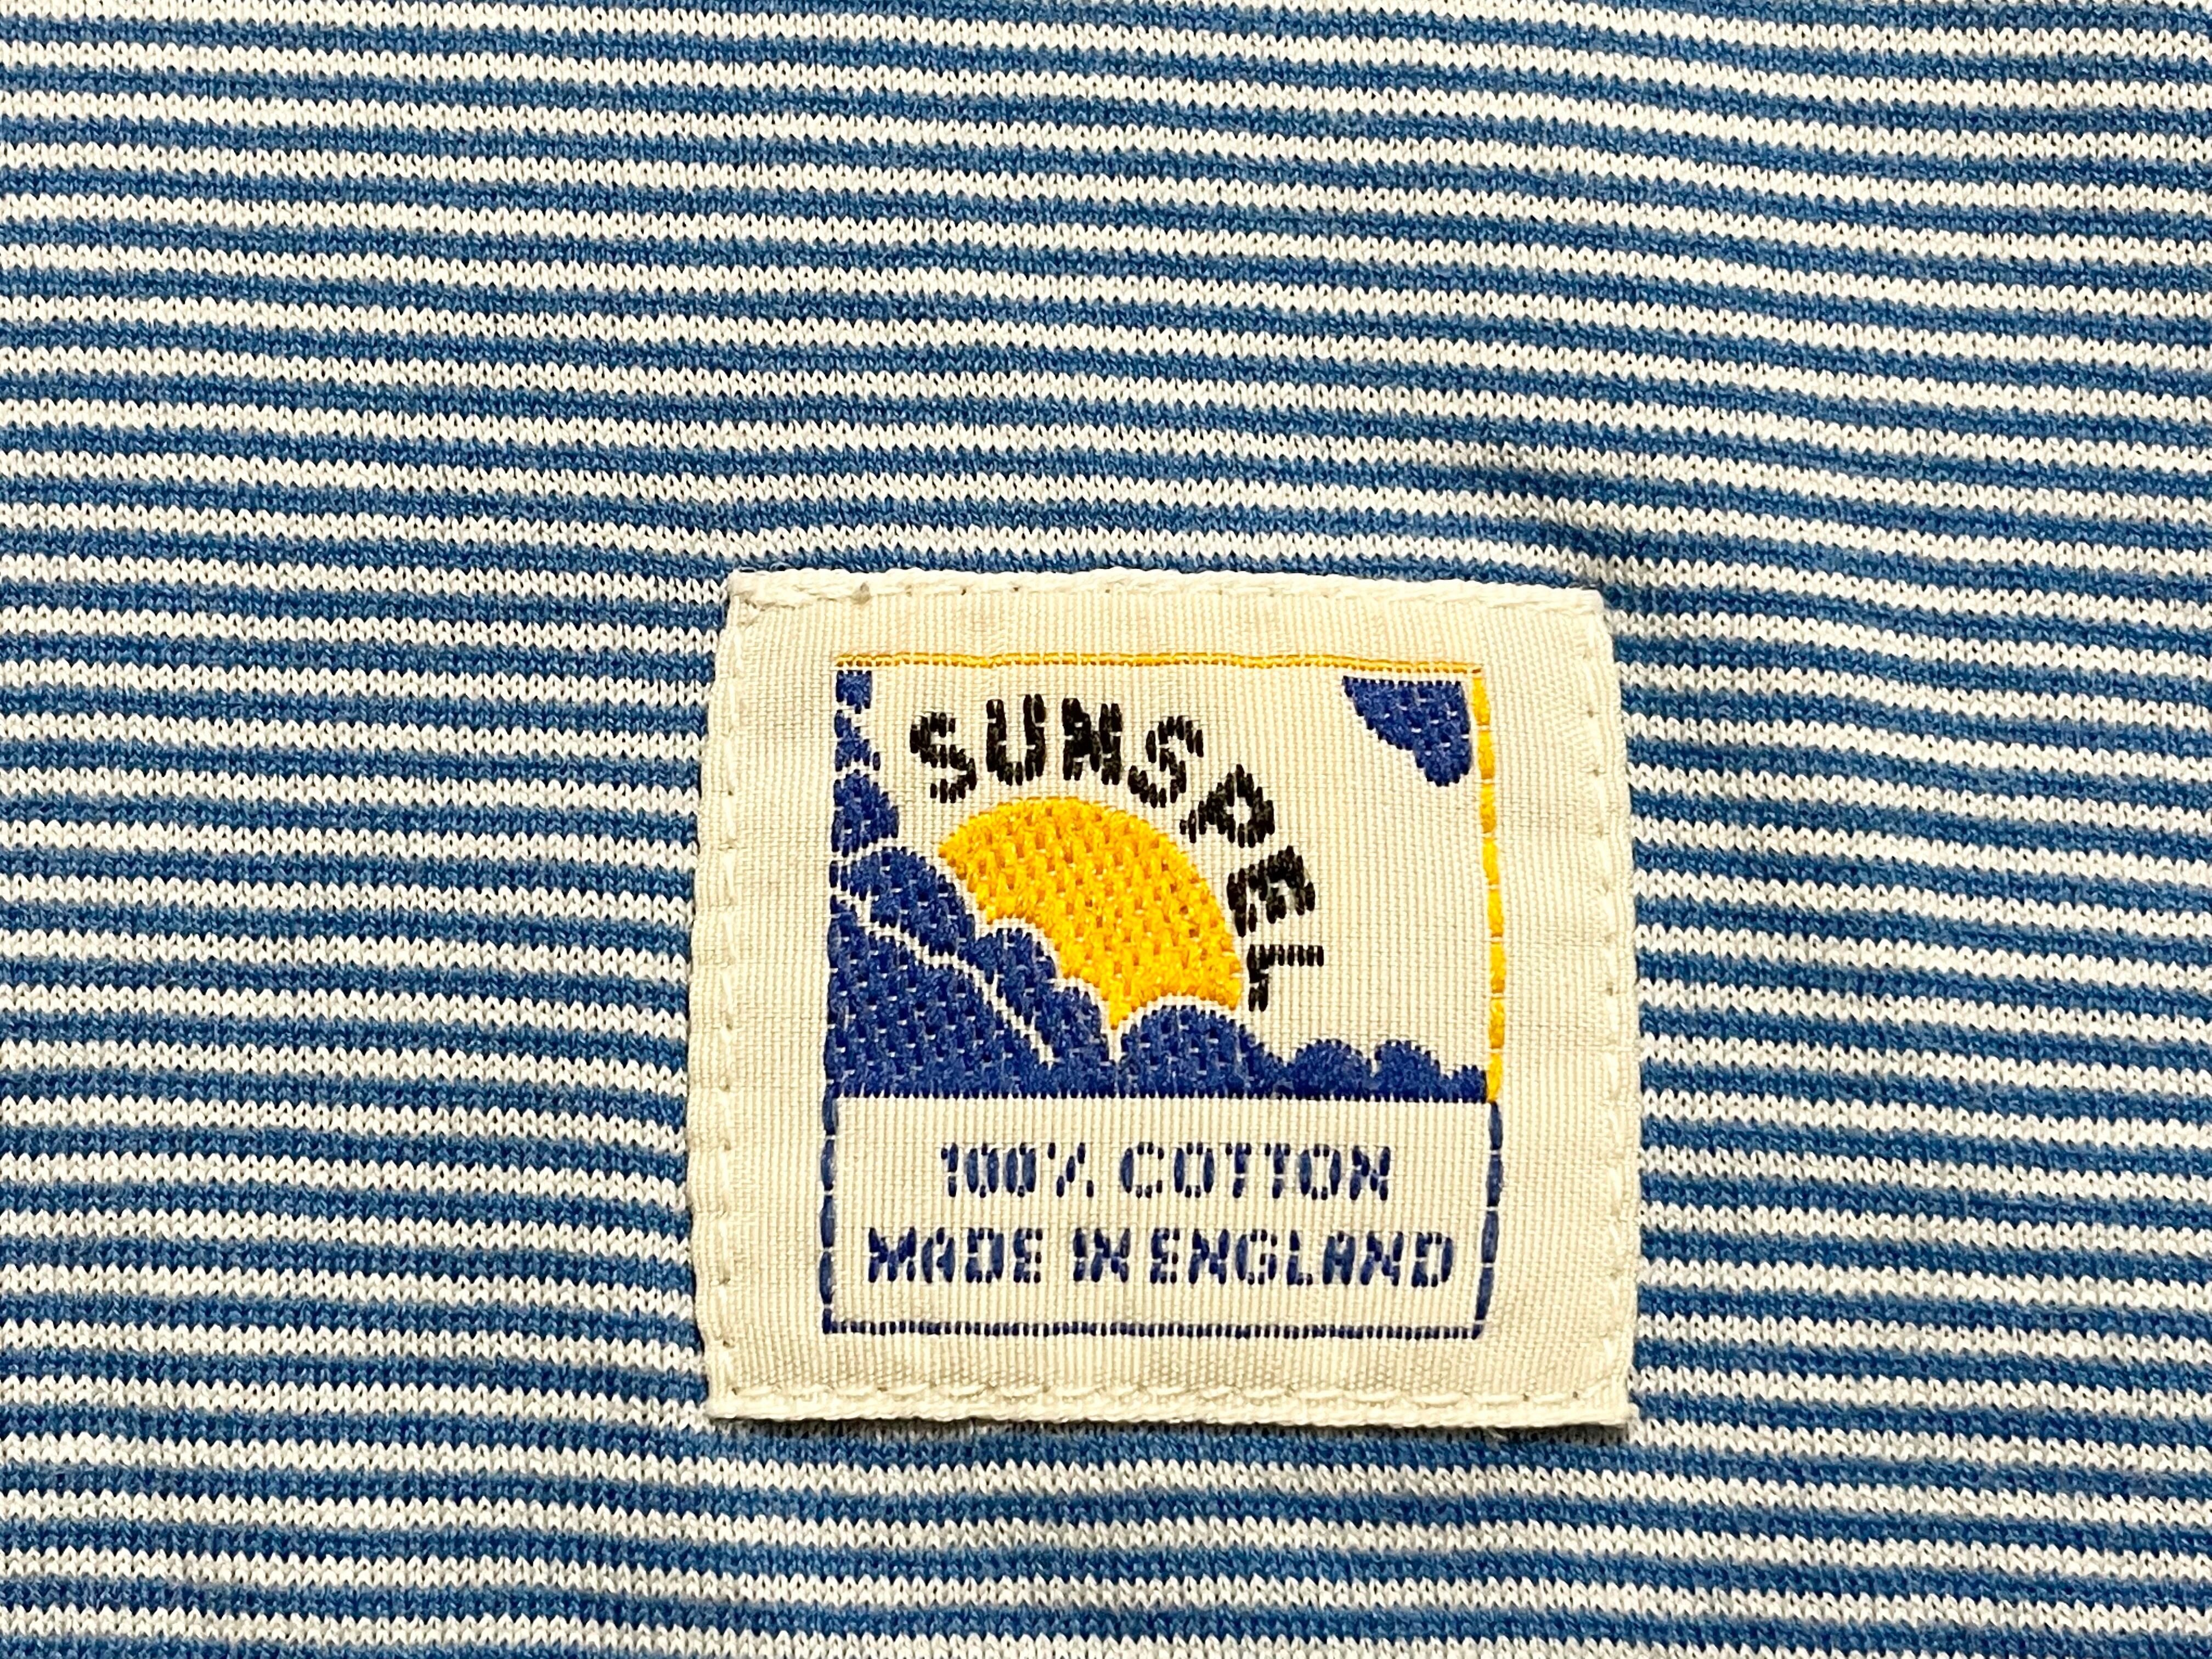 SUNSPEL
100% COTTON
MADE IN ENGLAND